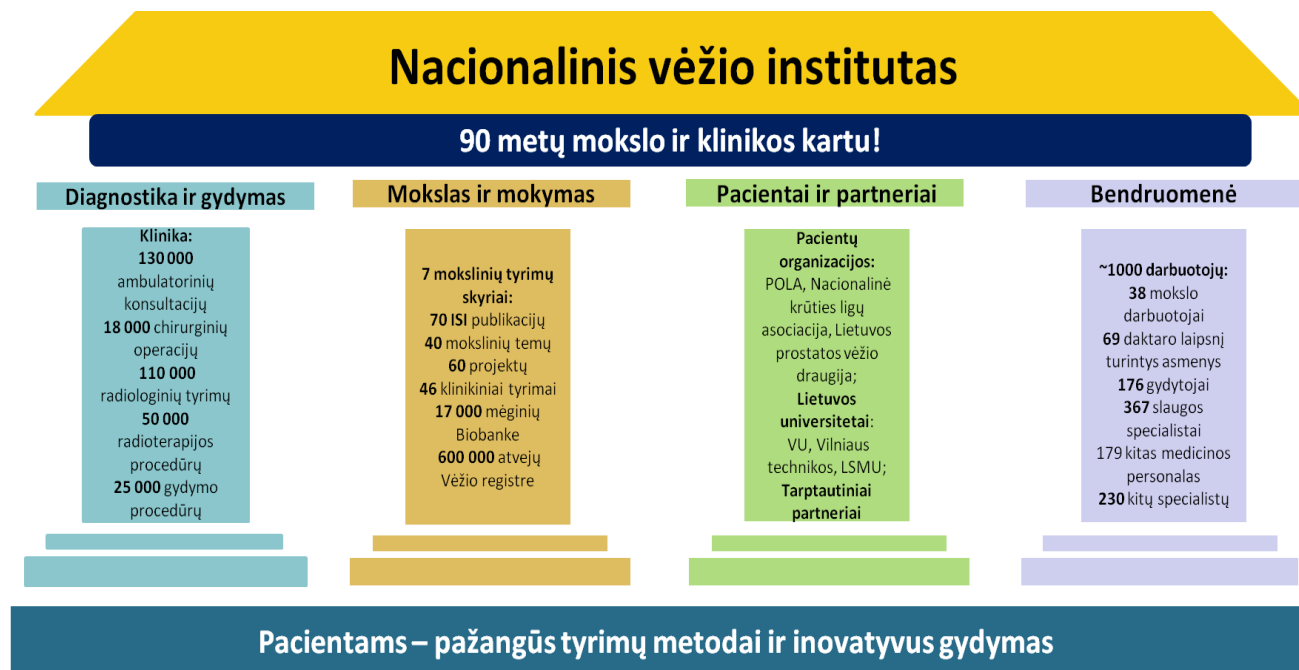 Nacionalinis vėžio institutas
90 metų mokslo ir klinikos kartu!
Diagnostika ir gydymas
Klinika:
130 000
ambulatorinių
konsultacijų
18 000 chirurginių
operacijų
110 000
radiologinių tyrimų
50 000
radioterapijos
procedūrų
25 000 gydymo
procedūrų
Mokslas ir mokymas
7 mokslinių tyrimų
skyriai:
70 ISI publikacijų
40 mokslinių temų
60 projektų
46 klinikiniai tyrimai
17 000 mėginių
Biobanke
600 000 atvejų
Vėžio registre
Pacientai ir partneriai
Pacientų
organizacijos:
POLA, Nacionalinė
krūties ligų
asociacija, Lietuvos
prostatos vėžio
draugija;
Lietuvos
universitetai:
VU, Vilniaus
technikos, LSMU;
Tarptautiniai
partneriai
Bendruomenė
~1000 darbuotojų:
38 mokslo
darbuotojai
69 daktaro laipsnį
turintys asmenys
176 gydytojai
367 slaugos
specialistai
179 kitas medicinos
personalas
230 kitų specialistų
Pacientams – pažangūs tyrimų metodai ir inovatyvus gydymas